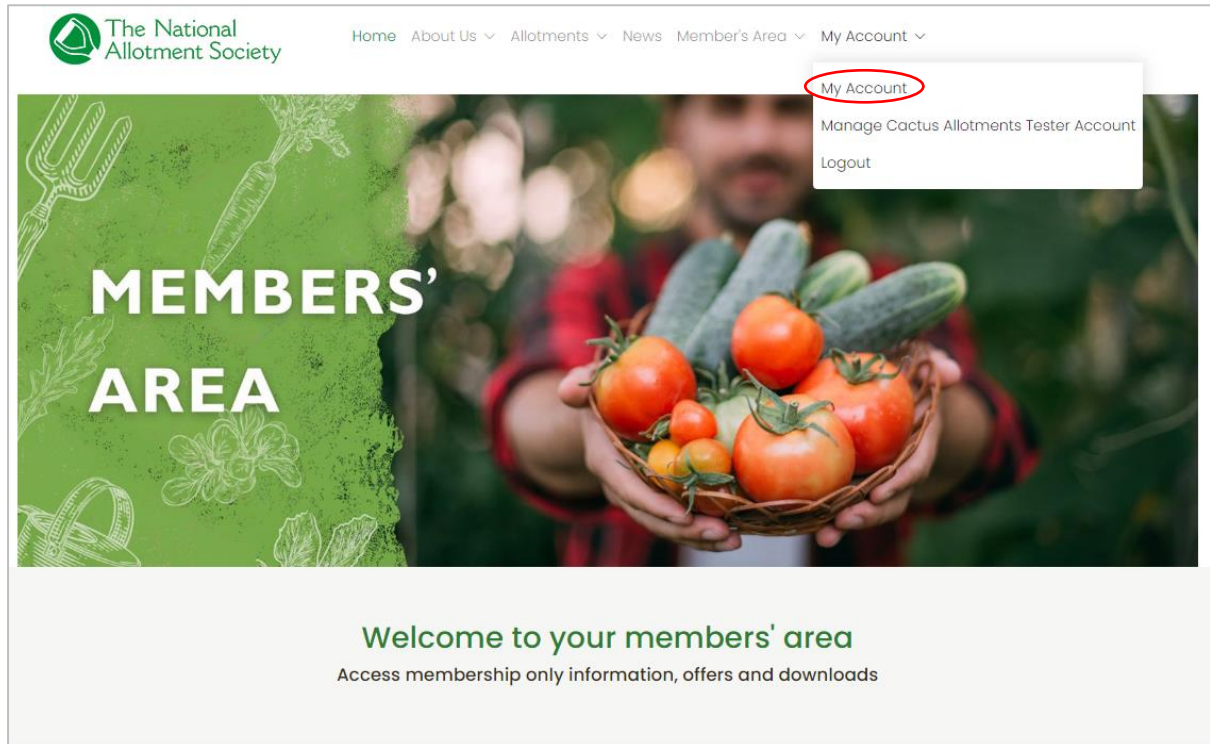 The National
Allotment Society
Home About Us Allotments News Member's Area My Account
My Account
Manage Cactus Allotments Tester Account
Logout
MEMBERS'
AREA
Welcome to your members' area
Access membership only information, offers and downloads